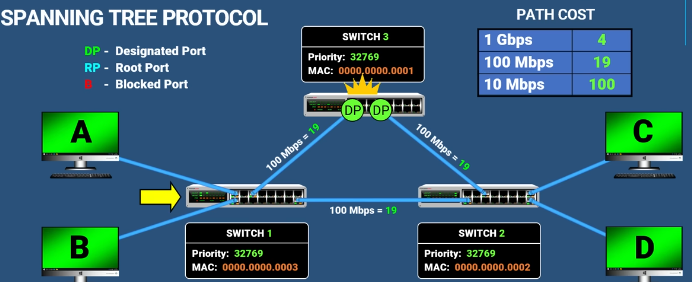 SPANNING TREE PROTOCOL
DP - Designated Port
RP - Root Port
B - Blocked Port
SWITCH 3
Priority: 32769
MAC: 0000.0000.0001
PATH COST
1 Gbps 4
100 Mbps 19
10 Mbps 100
DP DP
A
B
C
D
100 Mbps = 19
100 Mbps = 19
100 Mbps = 19
SWITCH 1
Priority: 32769
MAC: 0000.0000.0003
SWITCH 2
Priority: 32769
MAC: 0000.0000.0002